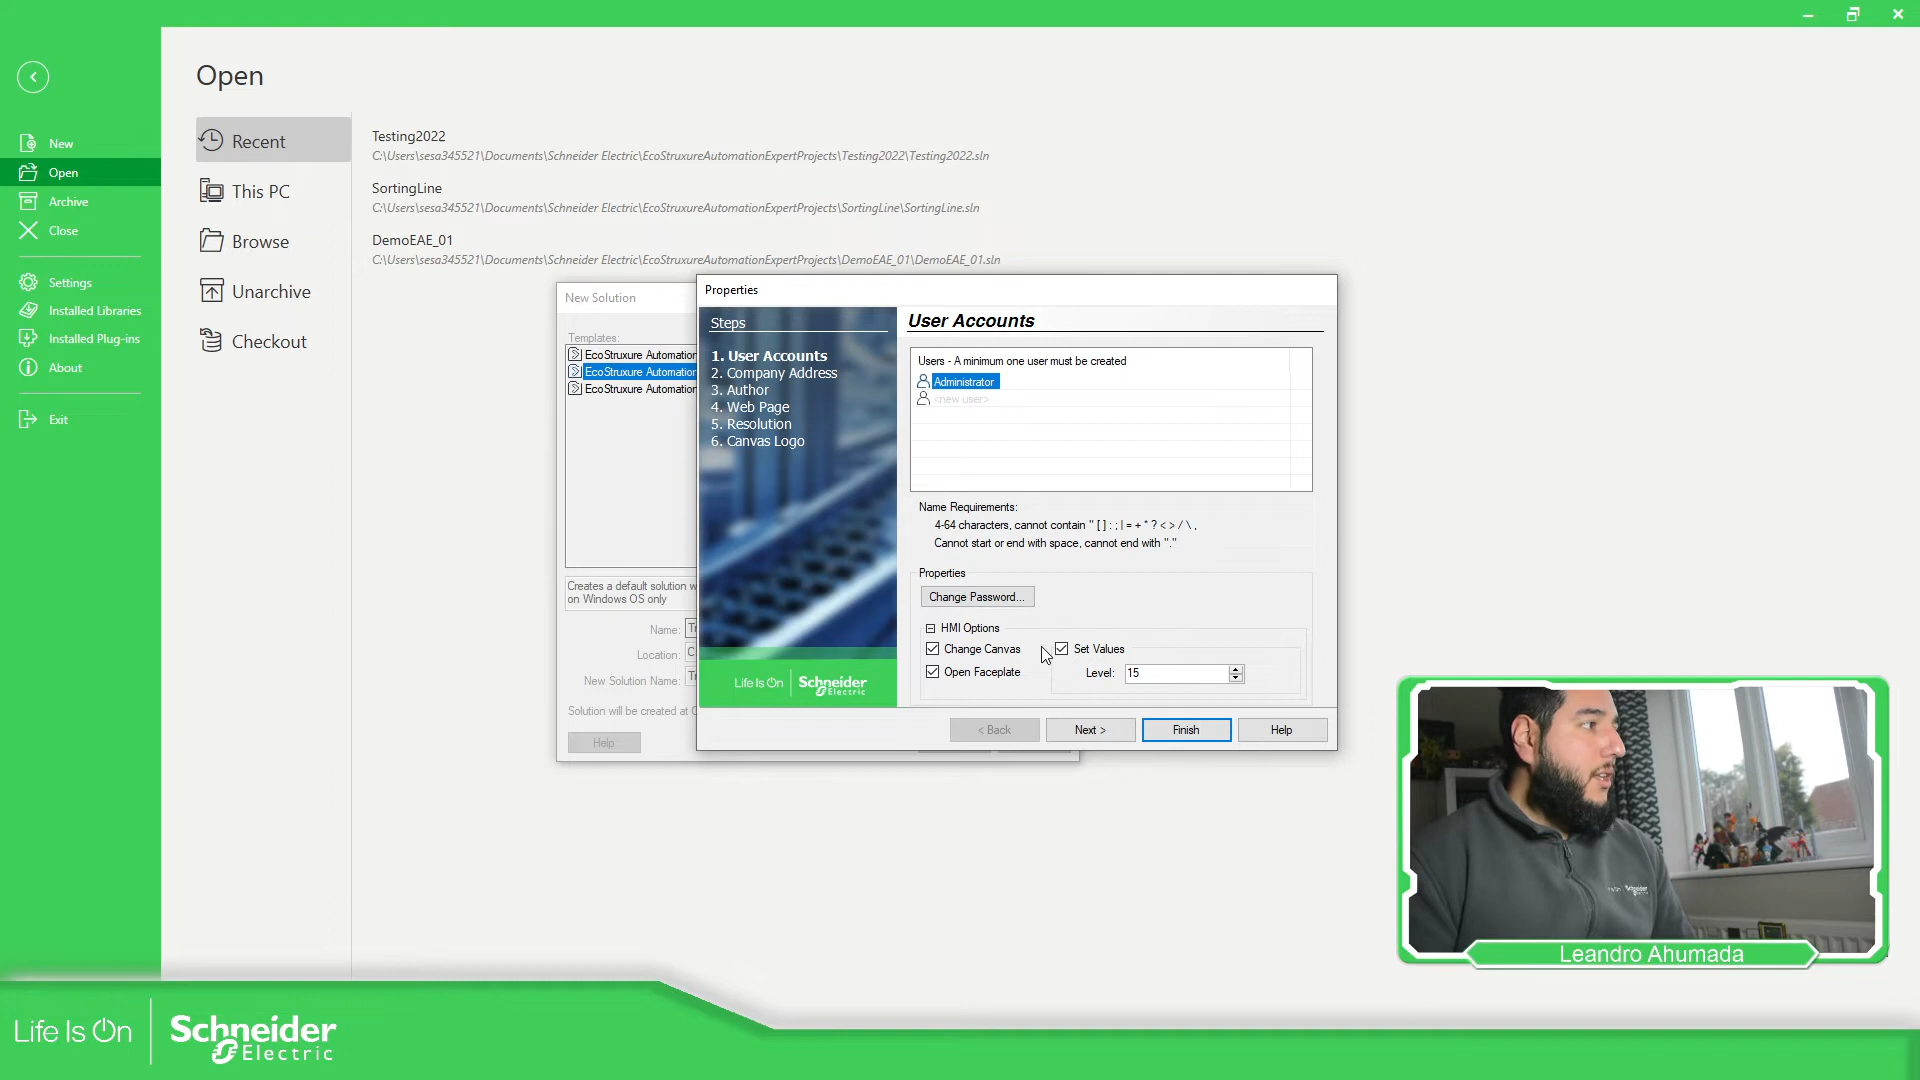 Open
New
Open
Archive
Close
Settings
Installed Libraries
Installed Plug-ins
About
Exit
Recent
This PC
Browse
Unarchive
Checkout
Testing2022
C:\Users\sesa345521\Documents\Schneider Electric\EcoStruxureAutomationExpertProjects\Testing2022\Testing2022.sln
SortingLine
C:\Users\sesa345521\Documents\Schneider Electric\EcoStruxureAutomationExpertProjects\SortingLine\SortingLine.sln
DemoEAE_01
C:\Users\sesa345521\Documents\Schneider Electric\EcoStruxureAutomationExpertProjects\DemoEAE_01\DemoEAE_01.sln
New Solution
Templates:
EcoStruxure Automation
EcoStruxure Automation
EcoStruxure Automation
Creates a default solution w
on Windows OS only
Name:
Location: C
New Solution Name:
Solution will be created at C
Help
Properties
Steps
1. User Accounts
2. Company Address
3. Author
4. Web Page
5. Resolution
6. Canvas Logo
Life Is On
Schneider
Electric
User Accounts
Users - A minimum one user must be created
Administrator
<new user>
Name Requirements:
4-64 characters, cannot contain " [ ] : ; | = + * ? < > / \ ,
Cannot start or end with space, cannot end with "."
Properties
Change Password...
HMI Options
Change Canvas
Set Values
Open Faceplate
Level: 15
< Back
Next >
Finish
Help
Leandro Ahumada
Life Is On
Schneider
Electric